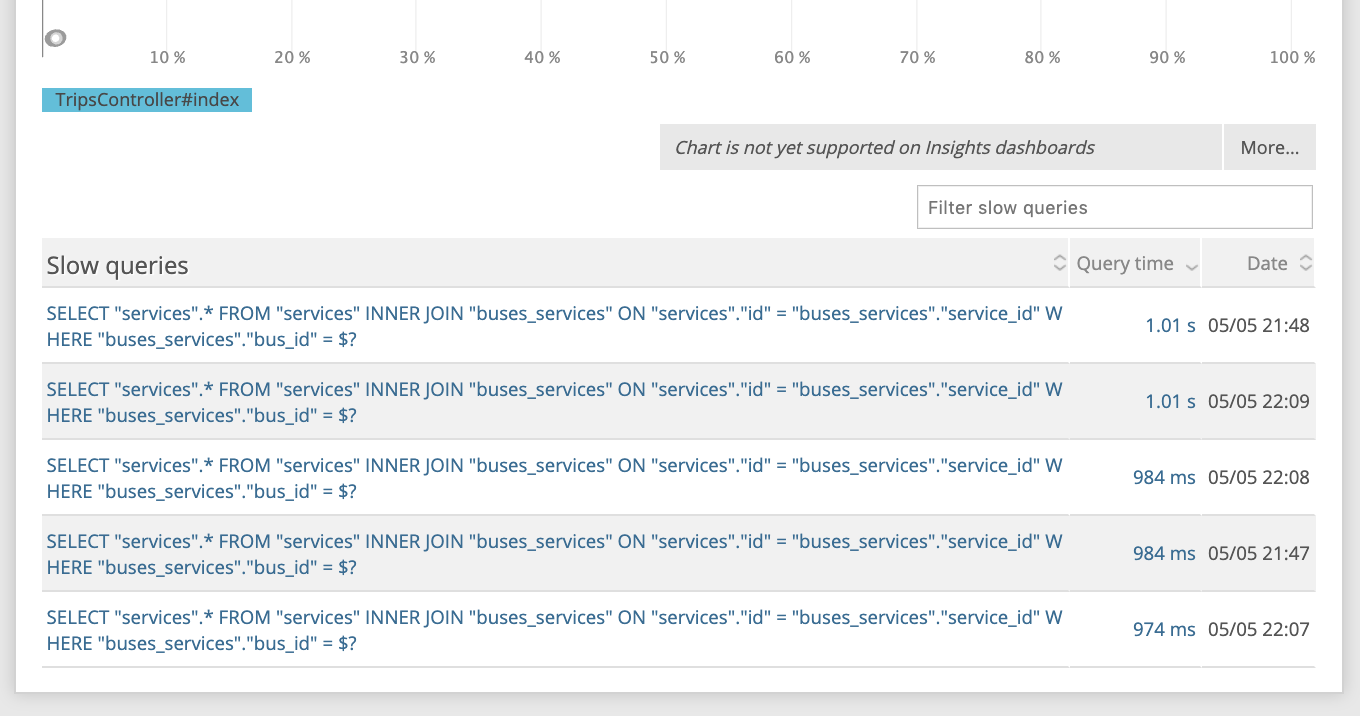 10 % 20 % 30 % 40 % 50 % 60 % 70 % 80 % 90 % 100 %
TripsController#index
Chart is not yet supported on Insights dashboards More...
Filter slow queries
Slow queries Query time Date
SELECT "services".* FROM "services" INNER JOIN "buses_services" ON "services"."id" = "buses_services"."service_id" W
HERE "buses_services"."bus_id" = $?
1.01 s 05/05 21:48
SELECT "services".* FROM "services" INNER JOIN "buses_services" ON "services"."id" = "buses_services"."service_id" W
HERE "buses_services"."bus_id" = $?
1.01 s 05/05 22:09
SELECT "services".* FROM "services" INNER JOIN "buses_services" ON "services"."id" = "buses_services"."service_id" W
HERE "buses_services"."bus_id" = $?
984 ms 05/05 22:08
SELECT "services".* FROM "services" INNER JOIN "buses_services" ON "services"."id" = "buses_services"."service_id" W
HERE "buses_services"."bus_id" = $?
984 ms 05/05 21:47
SELECT "services".* FROM "services" INNER JOIN "buses_services" ON "services"."id" = "buses_services"."service_id" W
HERE "buses_services"."bus_id" = $?
974 ms 05/05 22:07